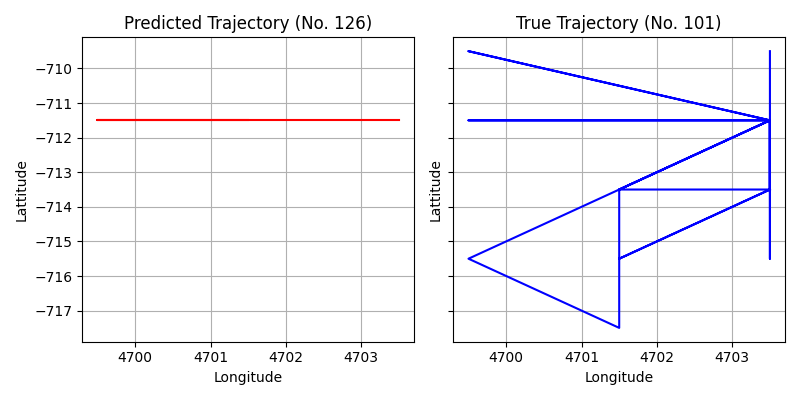 Predicted Trajectory (No. 126)
True Trajectory (No. 101)
−710
−711
−712
−713
−714
−715
−716
−717
Lattitude
Lattitude
4700 4701 4702 4703
4700 4701 4702 4703
Longitude
Longitude